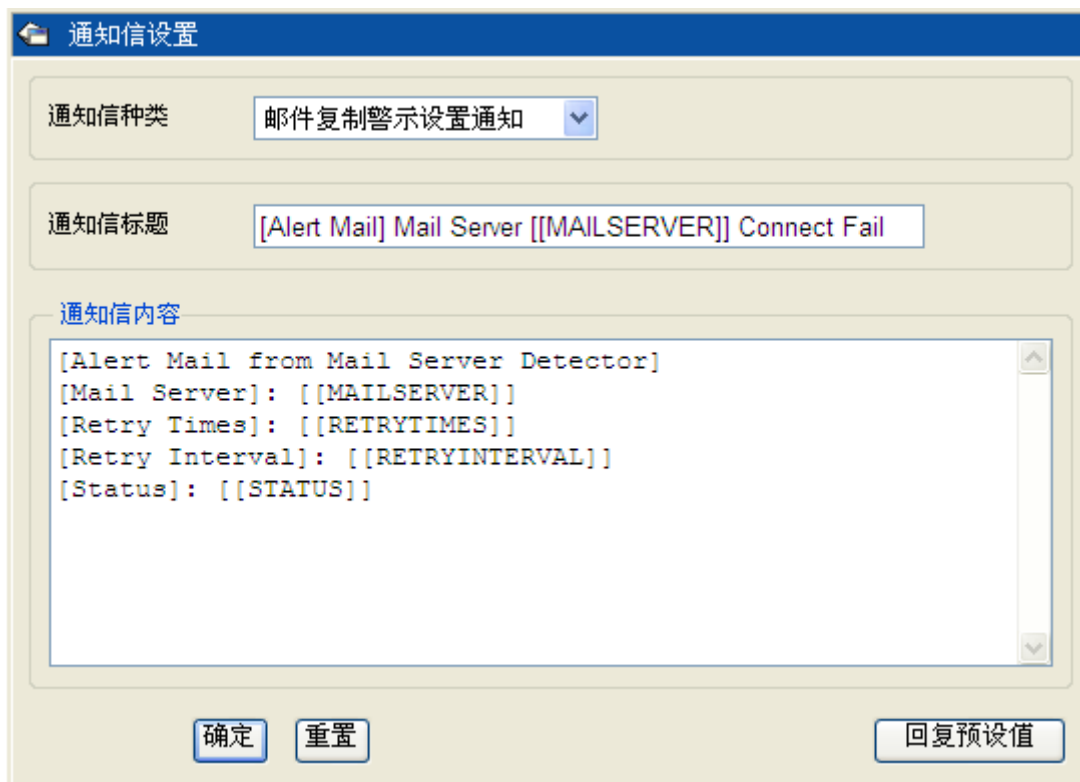 通知信设置
通知信种类
邮件复制警示设置通知
通知信标题
[Alert Mail] Mail Server [[MAILSERVER]] Connect Fail
通知信内容
[Alert Mail from Mail Server Detector]
[Mail Server]: [[MAILSERVER]]
[Retry Times]: [[RETRYTIMES]]
[Retry Interval]: [[RETRYINTERVAL]]
[Status]: [[STATUS]]
确定 重置 回复预设值